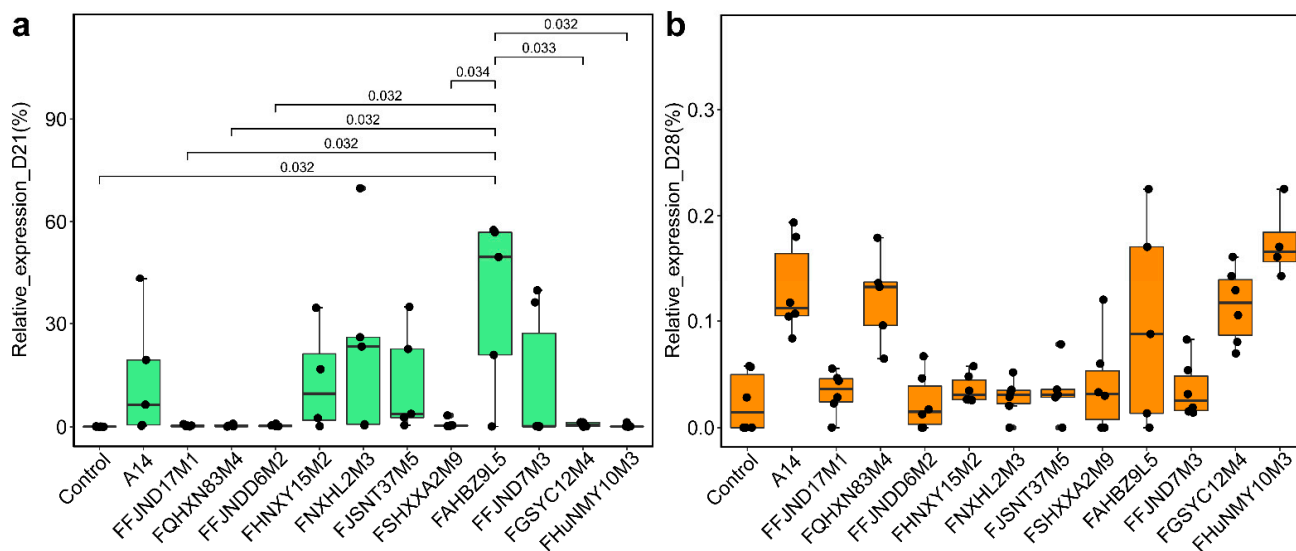 a
0.032
0.033
0.034
0.032
0.032
0.032
0.032
Relative_expression_D21(%)
90
60
30
0
Control
A14
FFJND17M1
FQHXN83M4
FFJNDD6M2
FHNXY15M2
FNXHL2M3
FJSNT37M5
FSHXXA2M9
FAHBZ9L5
FFJND7M3
FGSYC12M4
FHuNMY10M3
b
Relative_expression_D28(%)
0.3
0.2
0.1
0.0
Control
A14
FFJND17M1
FQHXN83M4
FFJNDD6M2
FHNXY15M2
FNXHL2M3
FJSNT37M5
FSHXXA2M9
FAHBZ9L5
FFJND7M3
FGSYC12M4
FHuNMY10M3